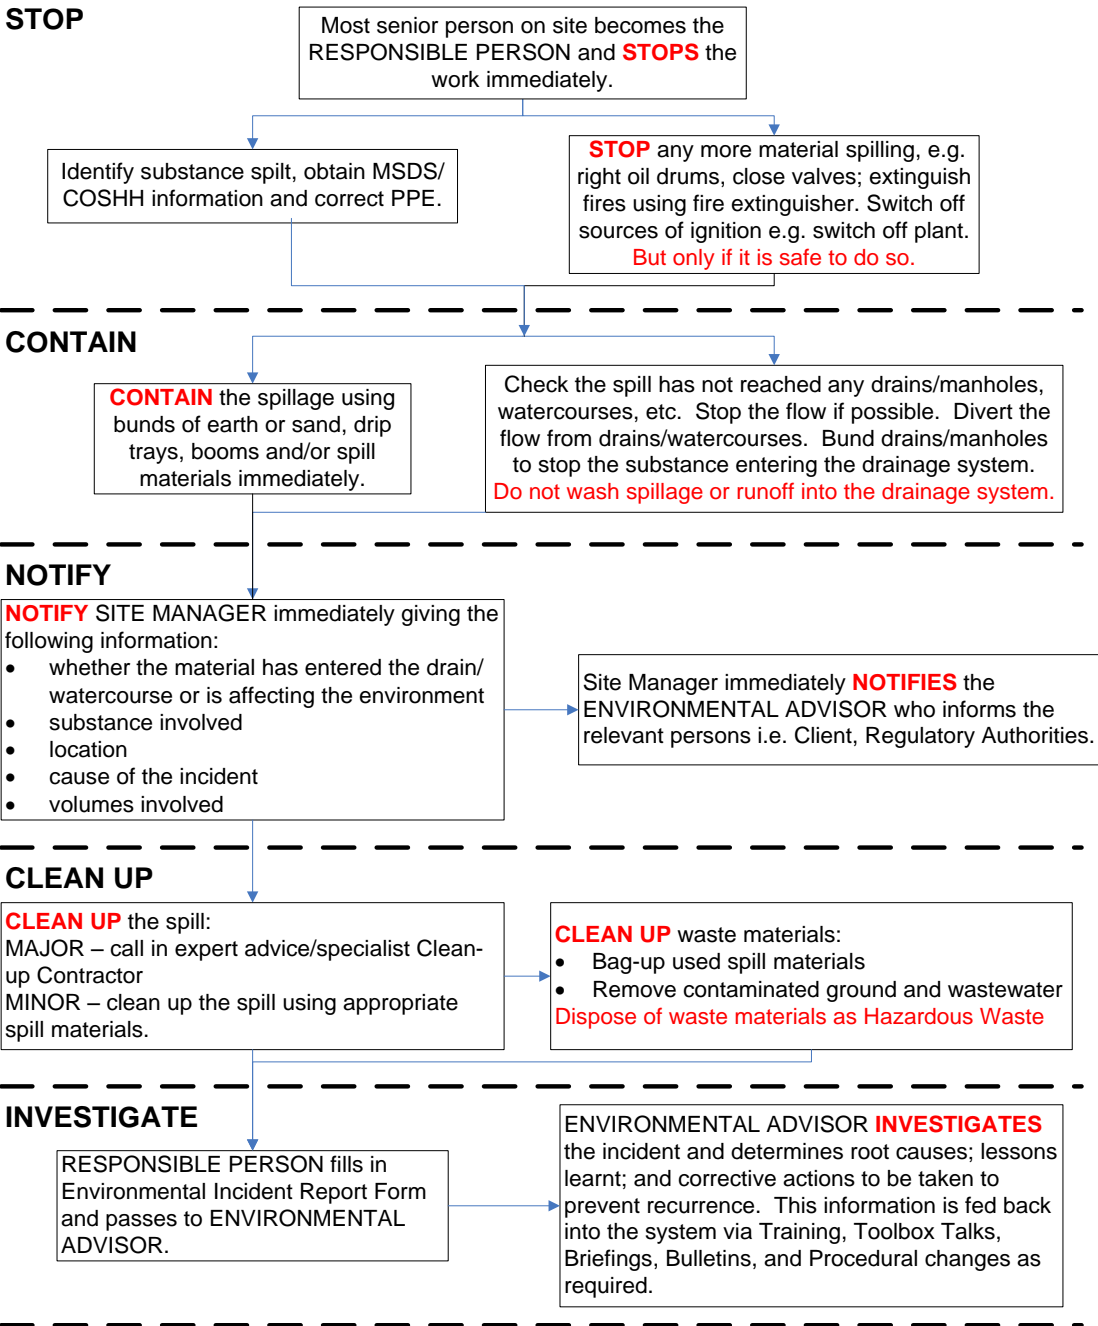 STOP
Most senior person on site becomes the
RESPONSIBLE PERSON and STOPS the
work immediately.
Identify substance spilt, obtain MSDS/
COSHH information and correct PPE.
STOP any more material spilling, e.g.
right oil drums, close valves; extinguish
fires using fire extinguisher. Switch off
sources of ignition e.g. switch off plant.
But only if it is safe to do so.
CONTAIN
CONTAIN the spillage using
bunds of earth or sand, drip
trays, booms and/or spill
materials immediately.
Check the spill has not reached any drains/manholes,
watercourses, etc. Stop the flow if possible. Divert the
flow from drains/watercourses. Bund drains/manholes
to stop the substance entering the drainage system.
Do not wash spillage or runoff into the drainage system.
NOTIFY
NOTIFY SITE MANAGER immediately giving the
following information:
• whether the material has entered the drain/
watercourse or is affecting the environment
• substance involved
• location
• cause of the incident
• volumes involved
Site Manager immediately NOTIFIES the
ENVIRONMENTAL ADVISOR who informs the
relevant persons i.e. Client, Regulatory Authorities.
CLEAN UP
CLEAN UP the spill:
MAJOR – call in expert advice/specialist Clean-
up Contractor
MINOR – clean up the spill using appropriate
spill materials.
CLEAN UP waste materials:
• Bag-up used spill materials
• Remove contaminated ground and wastewater
Dispose of waste materials as Hazardous Waste
INVESTIGATE
RESPONSIBLE PERSON fills in
Environmental Incident Report Form
and passes to ENVIRONMENTAL
ADVISOR.
ENVIRONMENTAL ADVISOR INVESTIGATES
the incident and determines root causes; lessons
learnt; and corrective actions to be taken to
prevent recurrence. This information is fed back
into the system via Training, Toolbox Talks,
Briefings, Bulletins, and Procedural changes as
required.